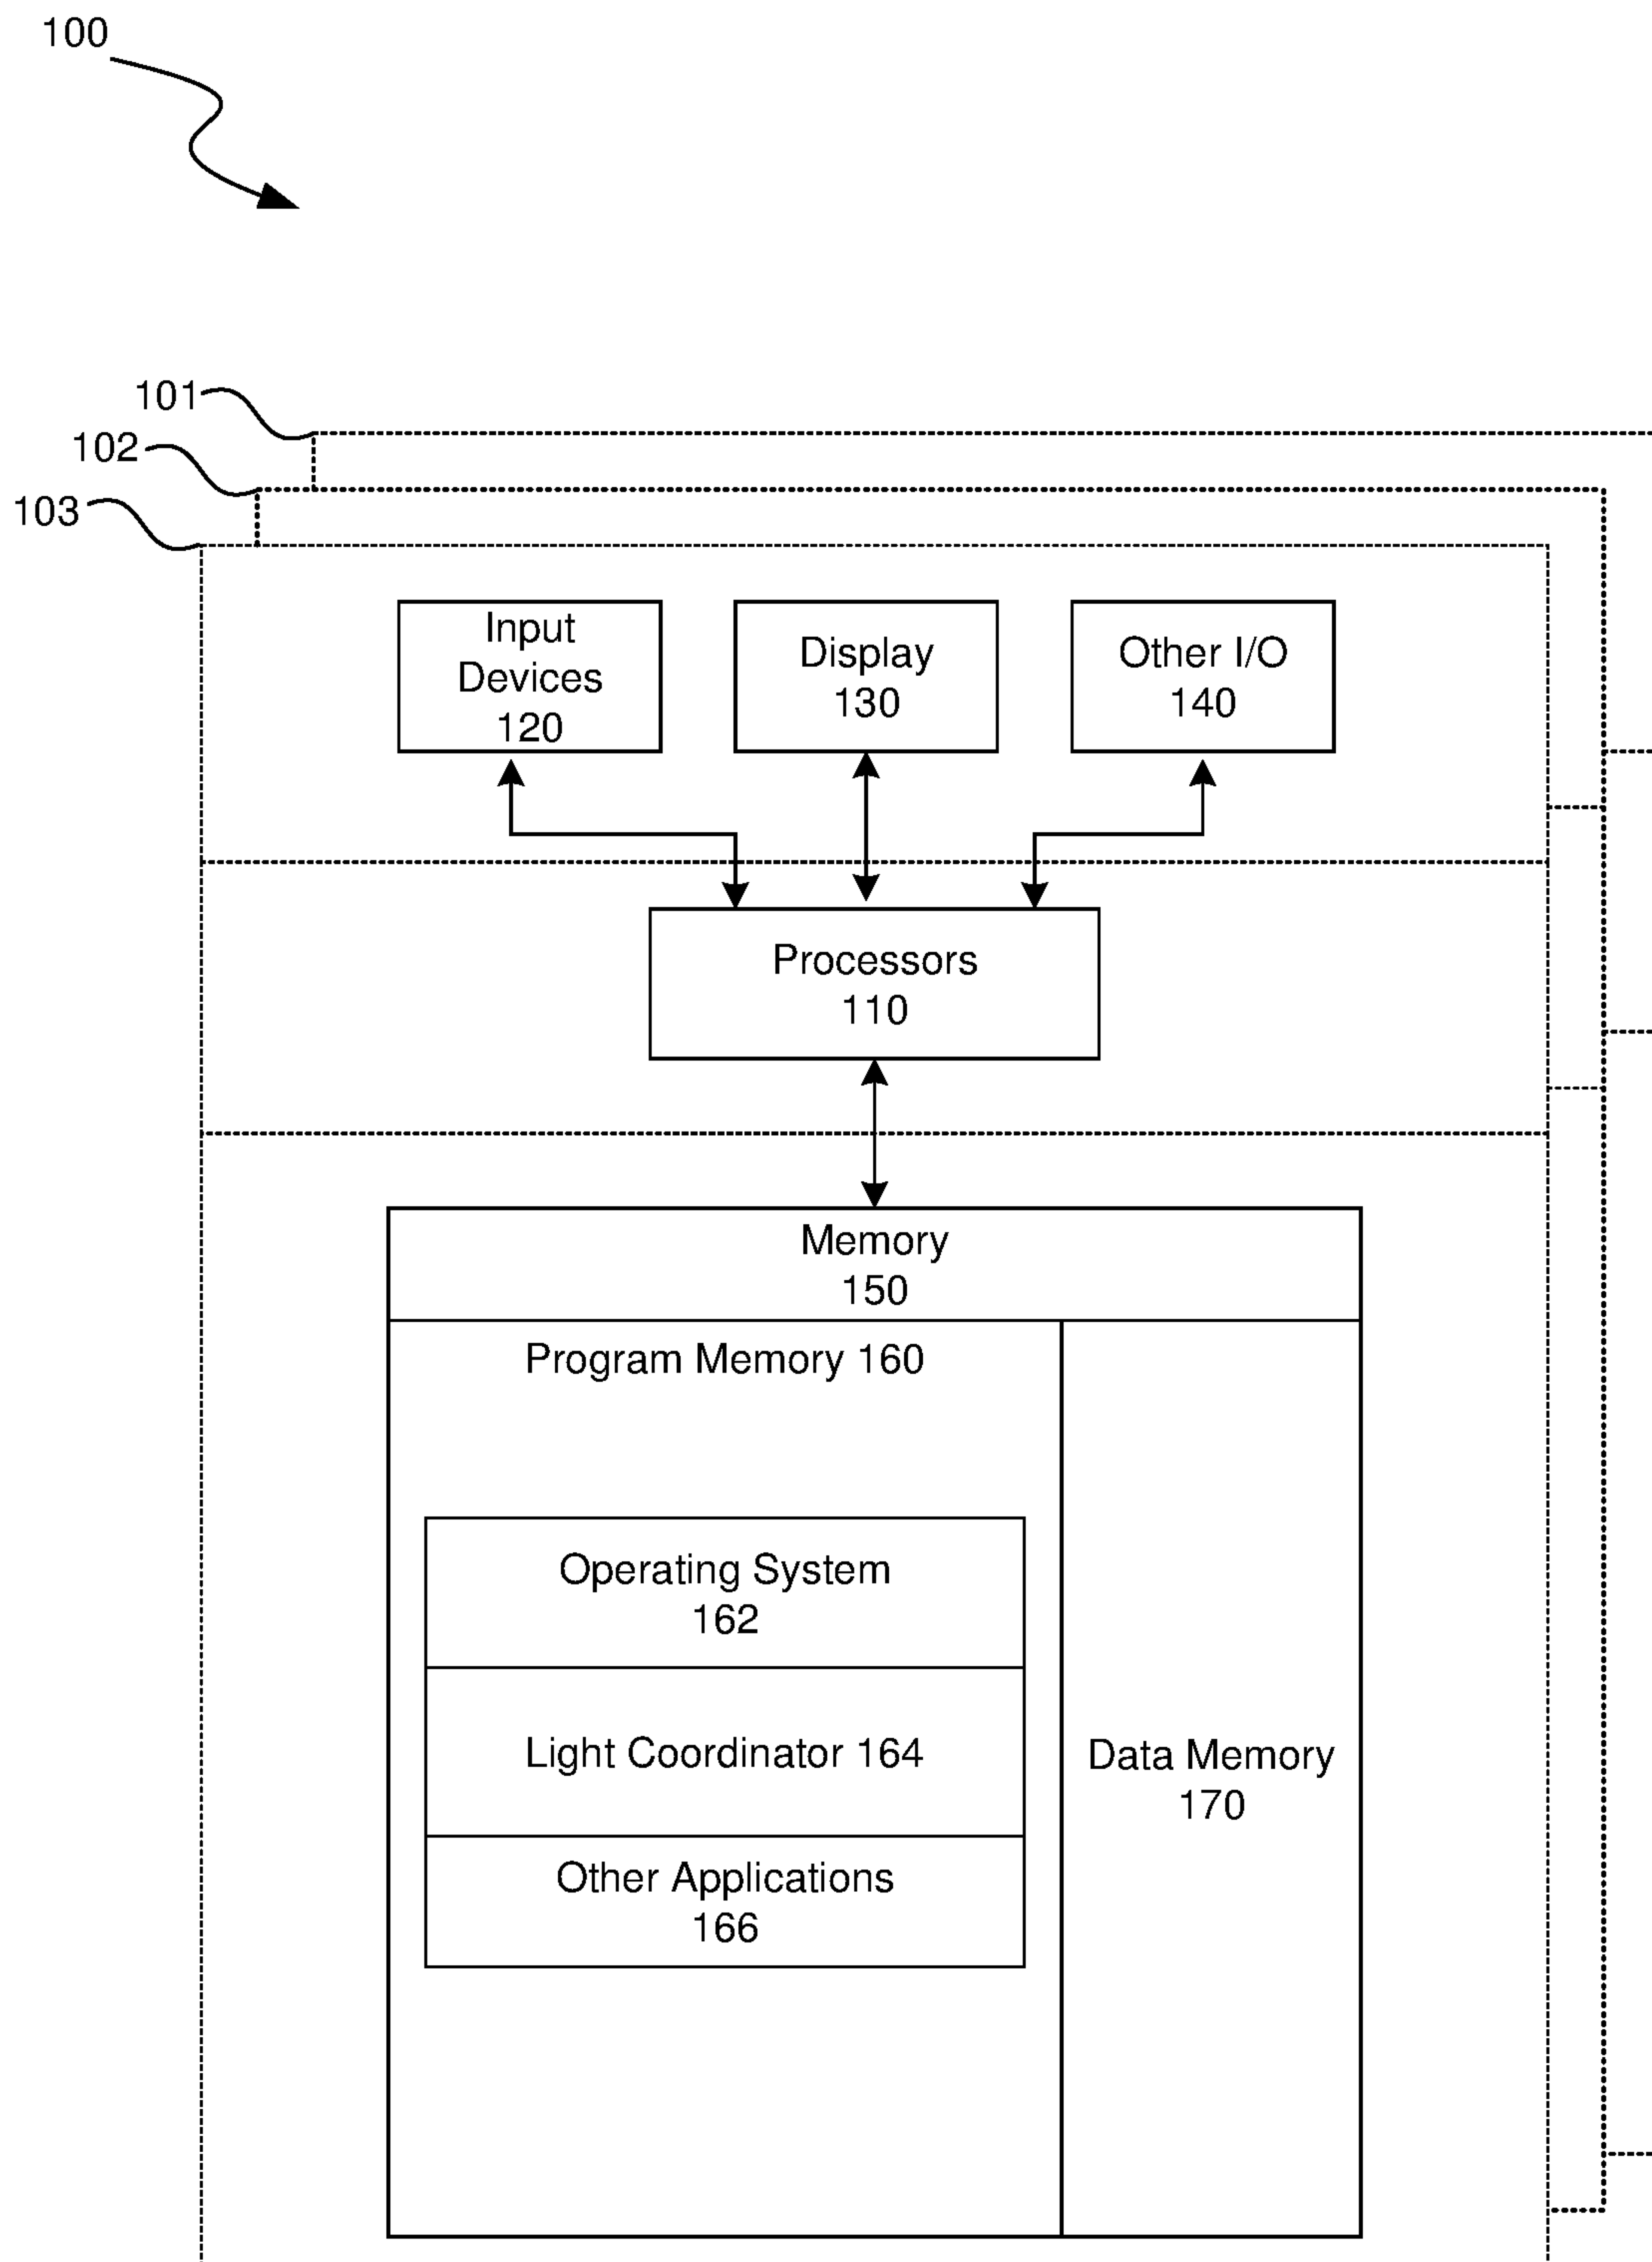 100
101
102
103
Input
Devices
120
Display
130
Other I/O
140
Processors
110
Memory
150
Program Memory 160
Operating System
162
Light Coordinator 164
Other Applications
166
Data Memory
170